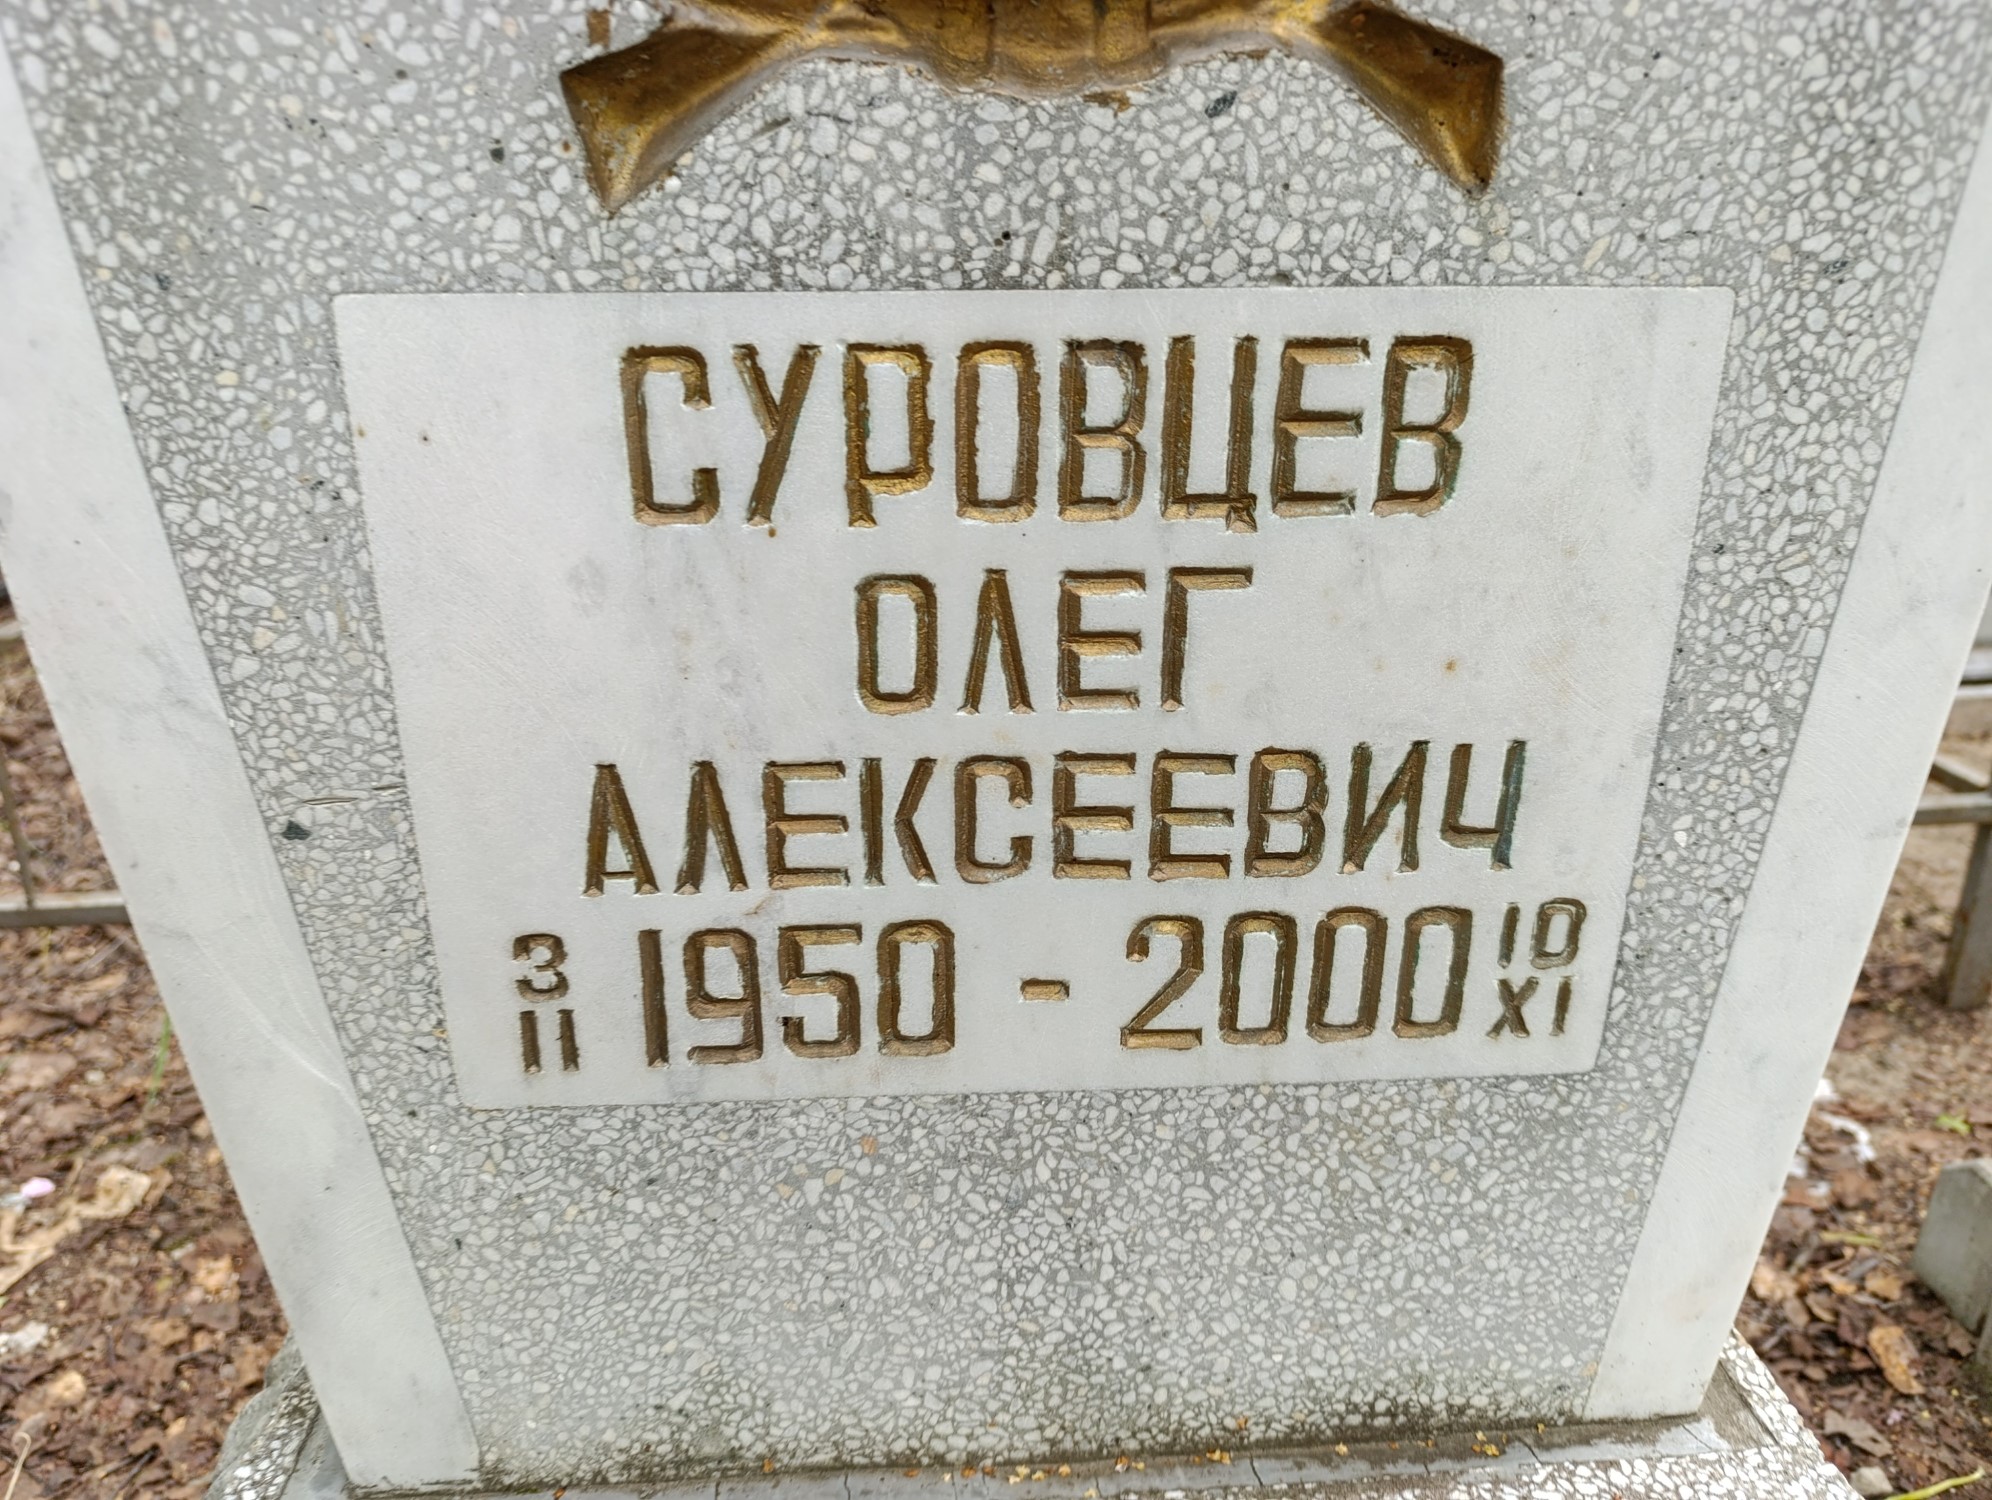 СУРОВЦЕВ
ОЛЕГ
АЛЕКСЕЕВИЧ
3 II 1950 - 2000 10 XI